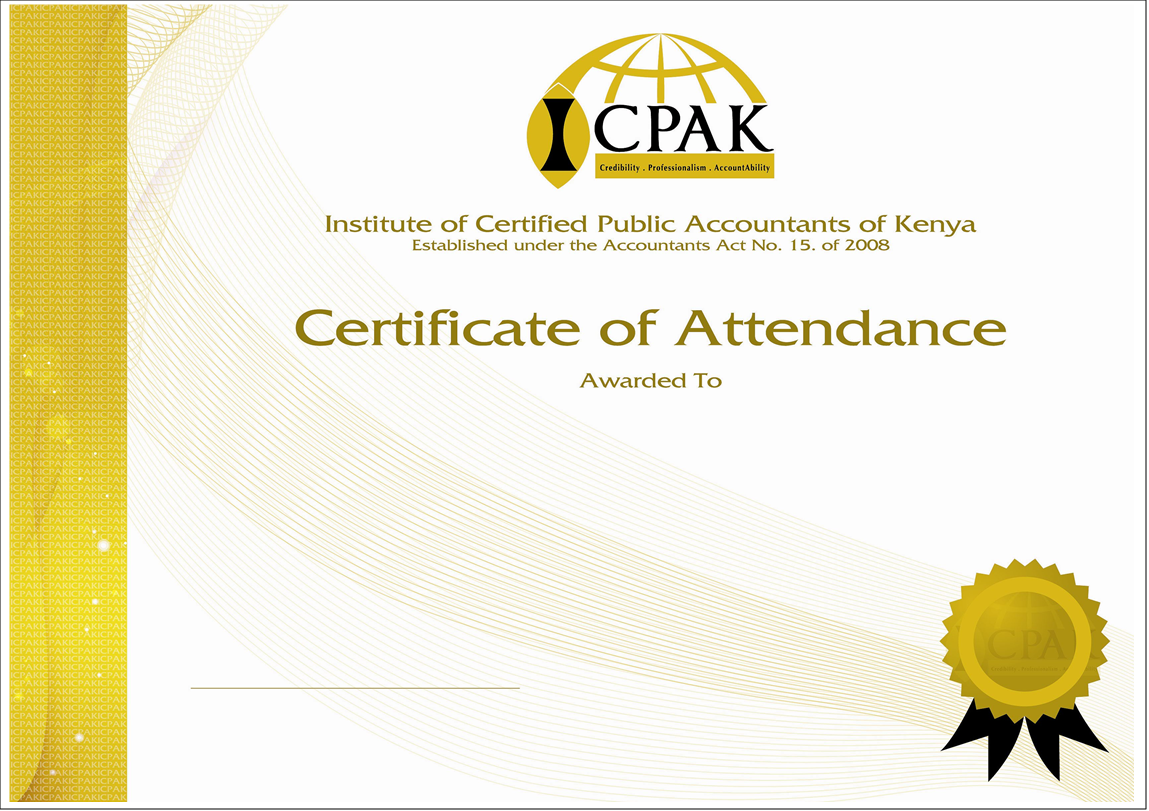 ICPAK
Credibility . Professionalism . AccountAbility
Institute of Certified Public Accountants of Kenya
Established under the Accountants Act No. 15. of 2008
Certificate of Attendance
Awarded To
CPA